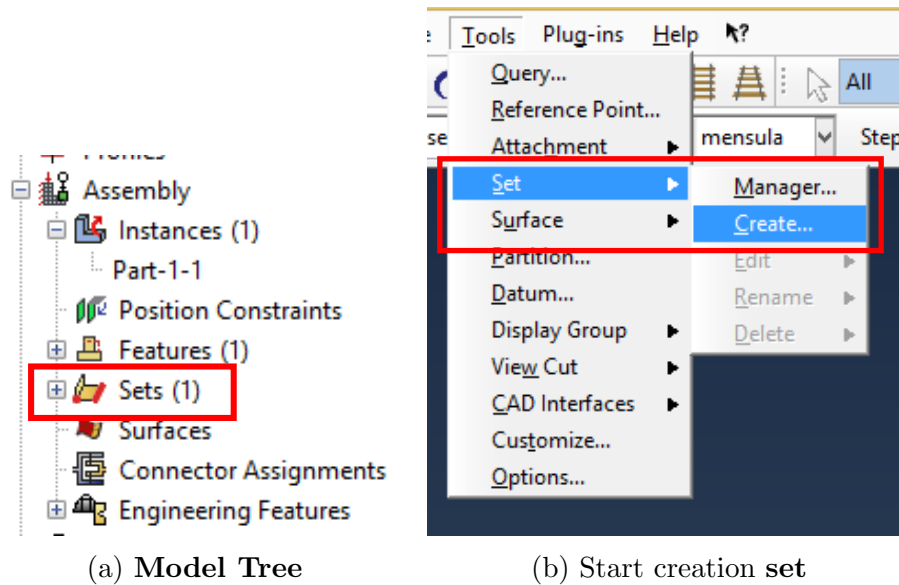 Profiles
Assembly
Instances (1)
Part-1-1
Position Constraints
Features (1)
Sets (1)
Surfaces
Connector Assignments
Engineering Features
(a) Model Tree
Tools Plug-ins Help ?
All
mensula Step
Query...
Reference Point...
Attachment
Set
Surface
Partition...
Datum...
Display Group
View Cut
CAD Interfaces
Customize...
Options...
Manager...
Create...
Edit
Rename
Delete
(b) Start creation set